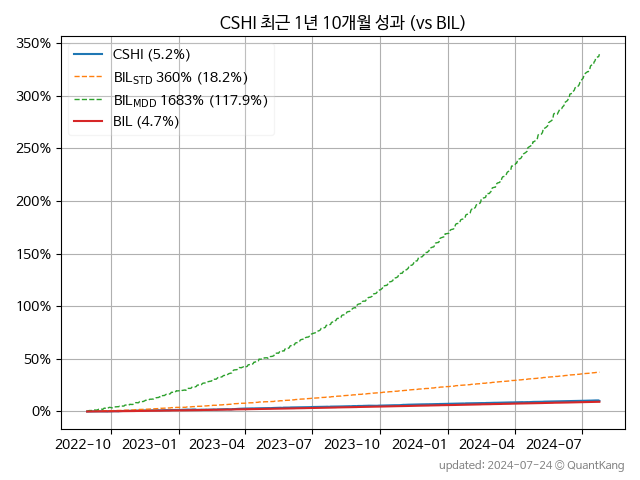 CSHI 최근 1년 10개월 성과 (vs BIL)
350%
300%
250%
200%
150%
100%
50%
0%
CSHI (5.2%)
BIL_STD 360% (18.2%)
BIL_MDD 1683% (117.9%)
BIL (4.7%)
2022-10 2023-01 2023-04 2023-07 2023-10 2024-01 2024-04 2024-07
updated: 2024-07-24 © QuantKang